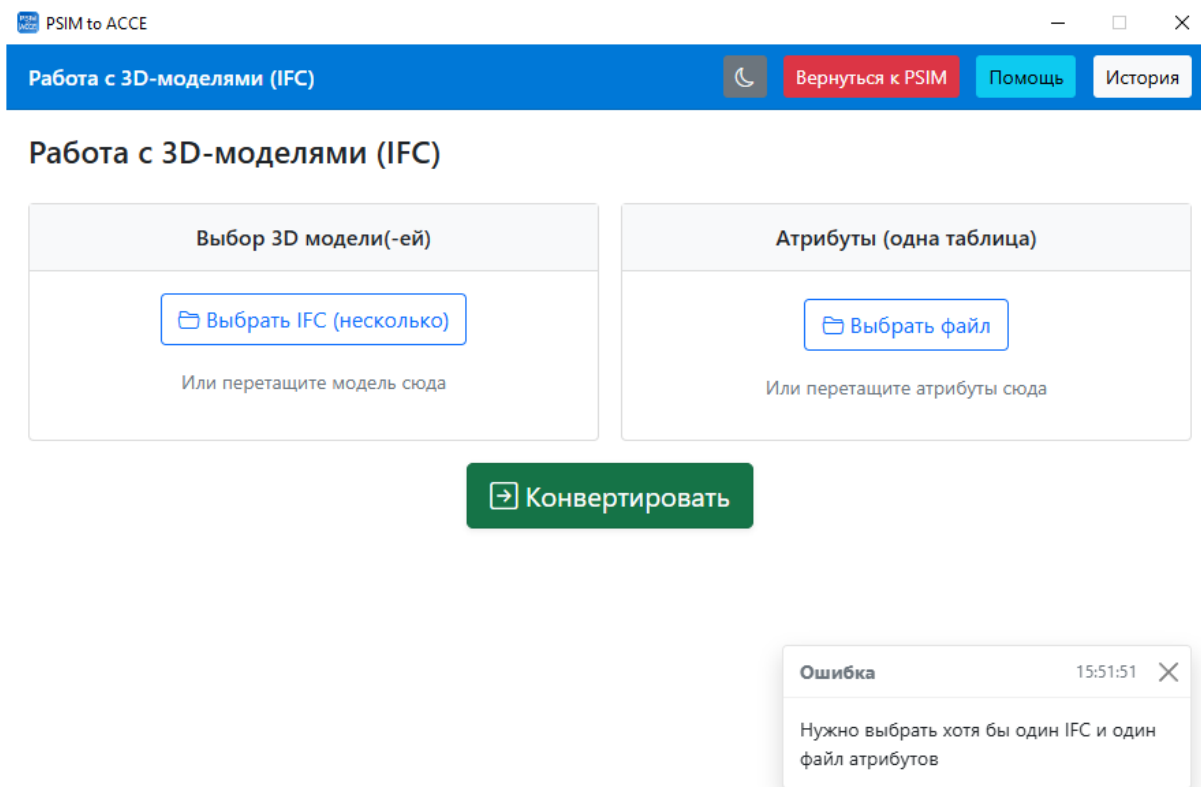 PSIM to ACCE
Работа с 3D-моделями (IFC)
Вернуться к PSIM
Помощь
История
Работа с 3D-моделями (IFC)
Выбор 3D модели(-ей)
Выбрать IFC (несколько)
Или перетащите модель сюда
Атрибуты (одна таблица)
Выбрать файл
Или перетащите атрибуты сюда
Конвертировать
Ошибка 15:51:51
Нужно выбрать хотя бы один IFC и один
файл атрибутов